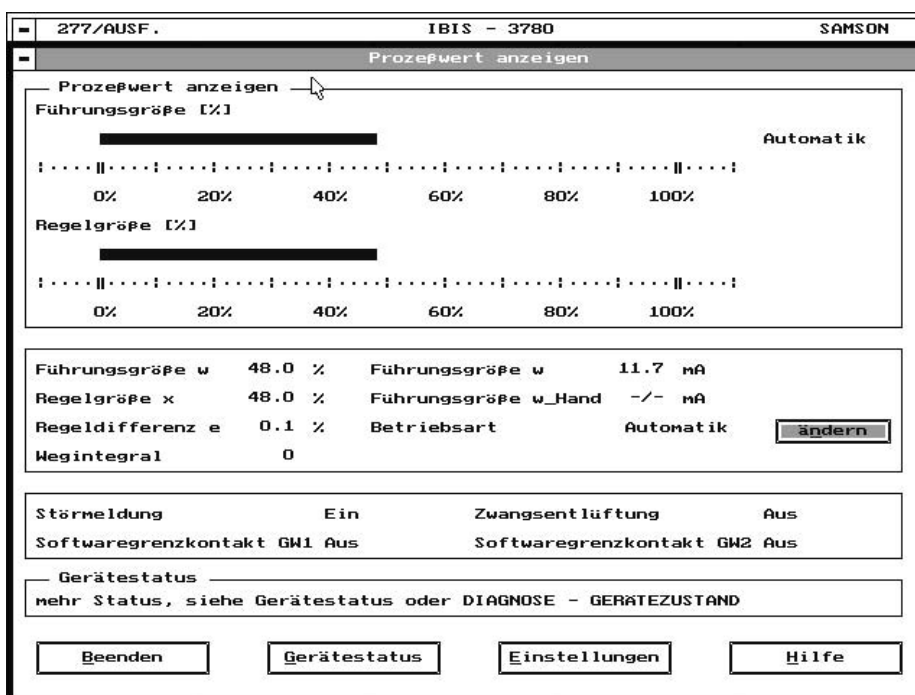 277/AUSF. IBIS - 3780 SAMSON
Prozeßwert anzeigen
Prozeßwert anzeigen
Führungsgröße [%]
Automatik
0% 20% 40% 60% 80% 100%
Regelgröße [%]
0% 20% 40% 60% 80% 100%
Führungsgröße w 48.0 % Führungsgröße w 11.7 mA
Regelgröße x 48.0 % Führungsgröße w_Hand -/- mA
Regeldifferenz e 0.1 % Betriebsart Automatik ändern
Wegintegral 0
Störmeldung Ein Zwangsentlüftung Aus
Softwaregrenzkontakt GW1 Aus Softwaregrenzkontakt GW2 Aus
Gerätestatus
mehr Status, siehe Gerätestatus oder DIAGNOSE - GERÄTEZUSTAND
Beenden Gerätestatus Einstellungen Hilfe